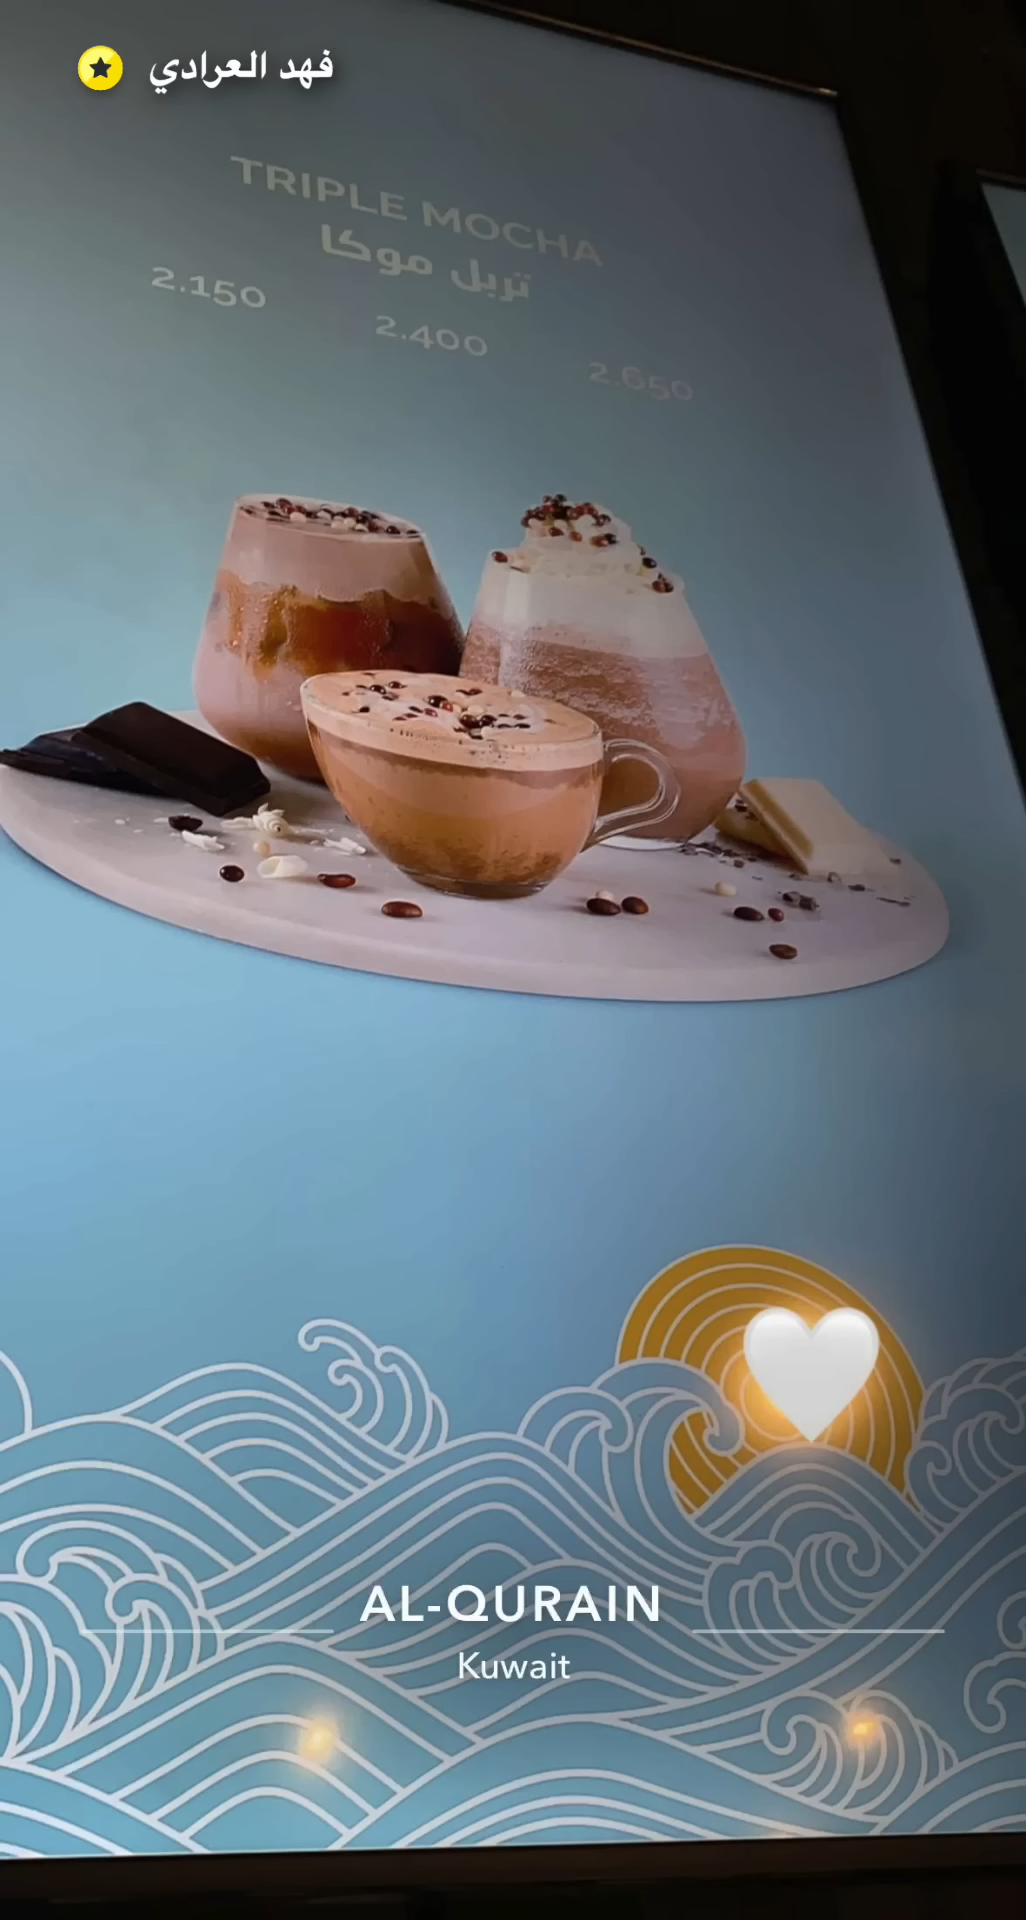 فهد العرادي
TRIPLE MOCHA
تربل موكا
2.150 2.400 2.650
AL-QURAIN
Kuwait